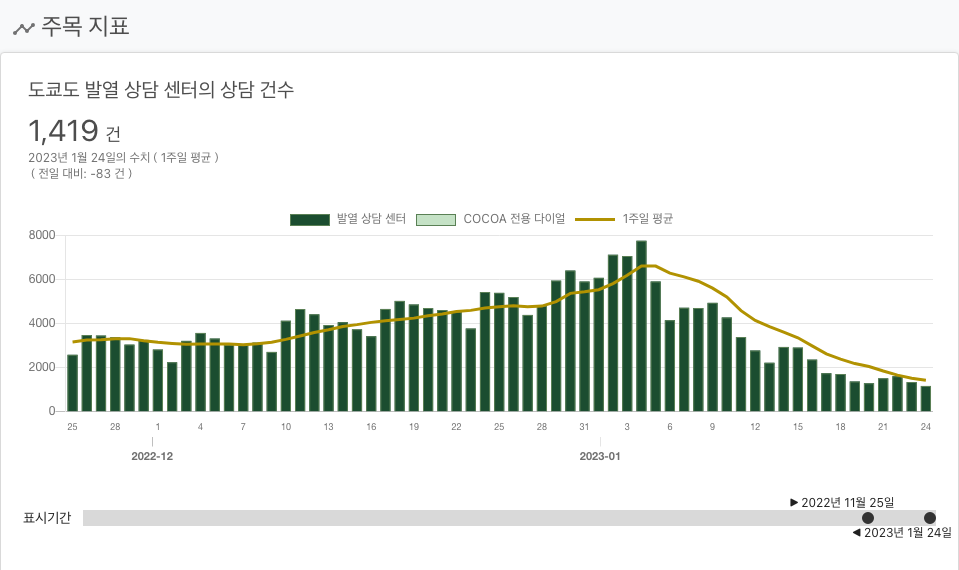 주목 지표
도쿄도 발열 상담 센터의 상담 건수
1,419 건
2023년 1월 24일의 수치 ( 1주일 평균 )
( 전일 대비: -83 건 )
발열 상담 센터 COCOA 전용 다이얼 1주일 평균
8000
6000
4000
2000
0
25 28 1 4 7 10 13 16 19 22 25 28 31 3 6 9 12 15 18 21 24
2022-12 2023-01
▶ 2022년 11월 25일
표시기간
◀ 2023년 1월 24일